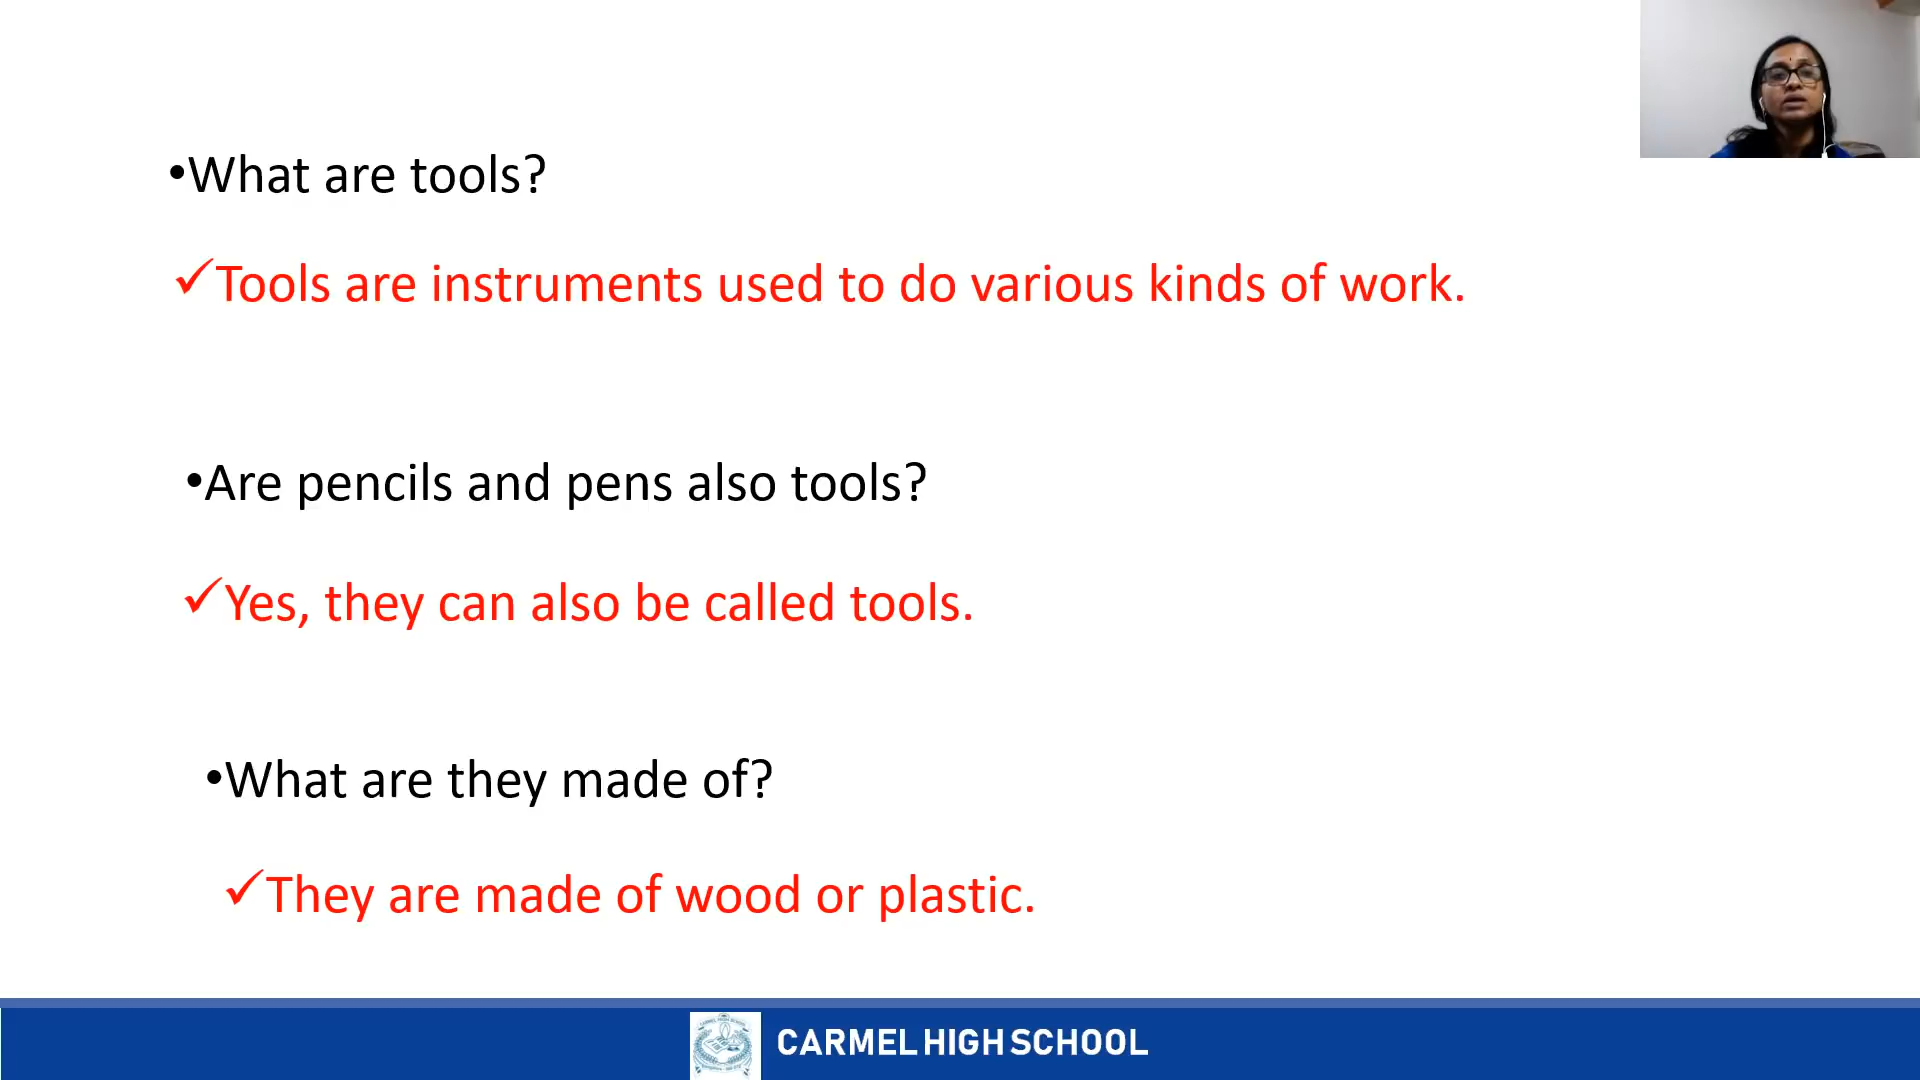 •What are tools?
✓Tools are instruments used to do various kinds of work.
•Are pencils and pens also tools?
✓Yes, they can also be called tools.
•What are they made of?
✓They are made of wood or plastic.
CARMEL HIGH SCHOOL